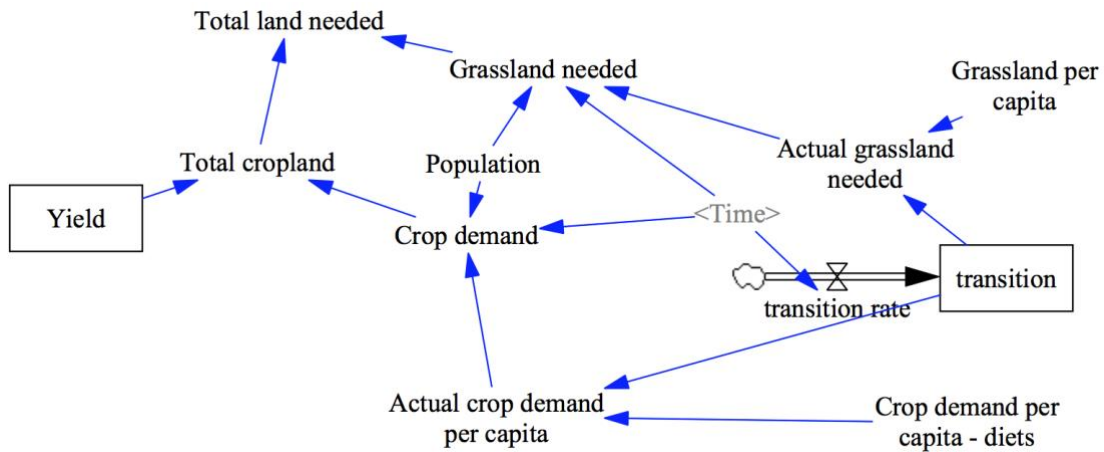 Total land needed
Grassland needed
Grassland per
capita
Actual grassland
needed
Total cropland
Population
Yield
<Time>
Crop demand
transition
transition rate
Actual crop demand
per capita
Crop demand per
capita - diets